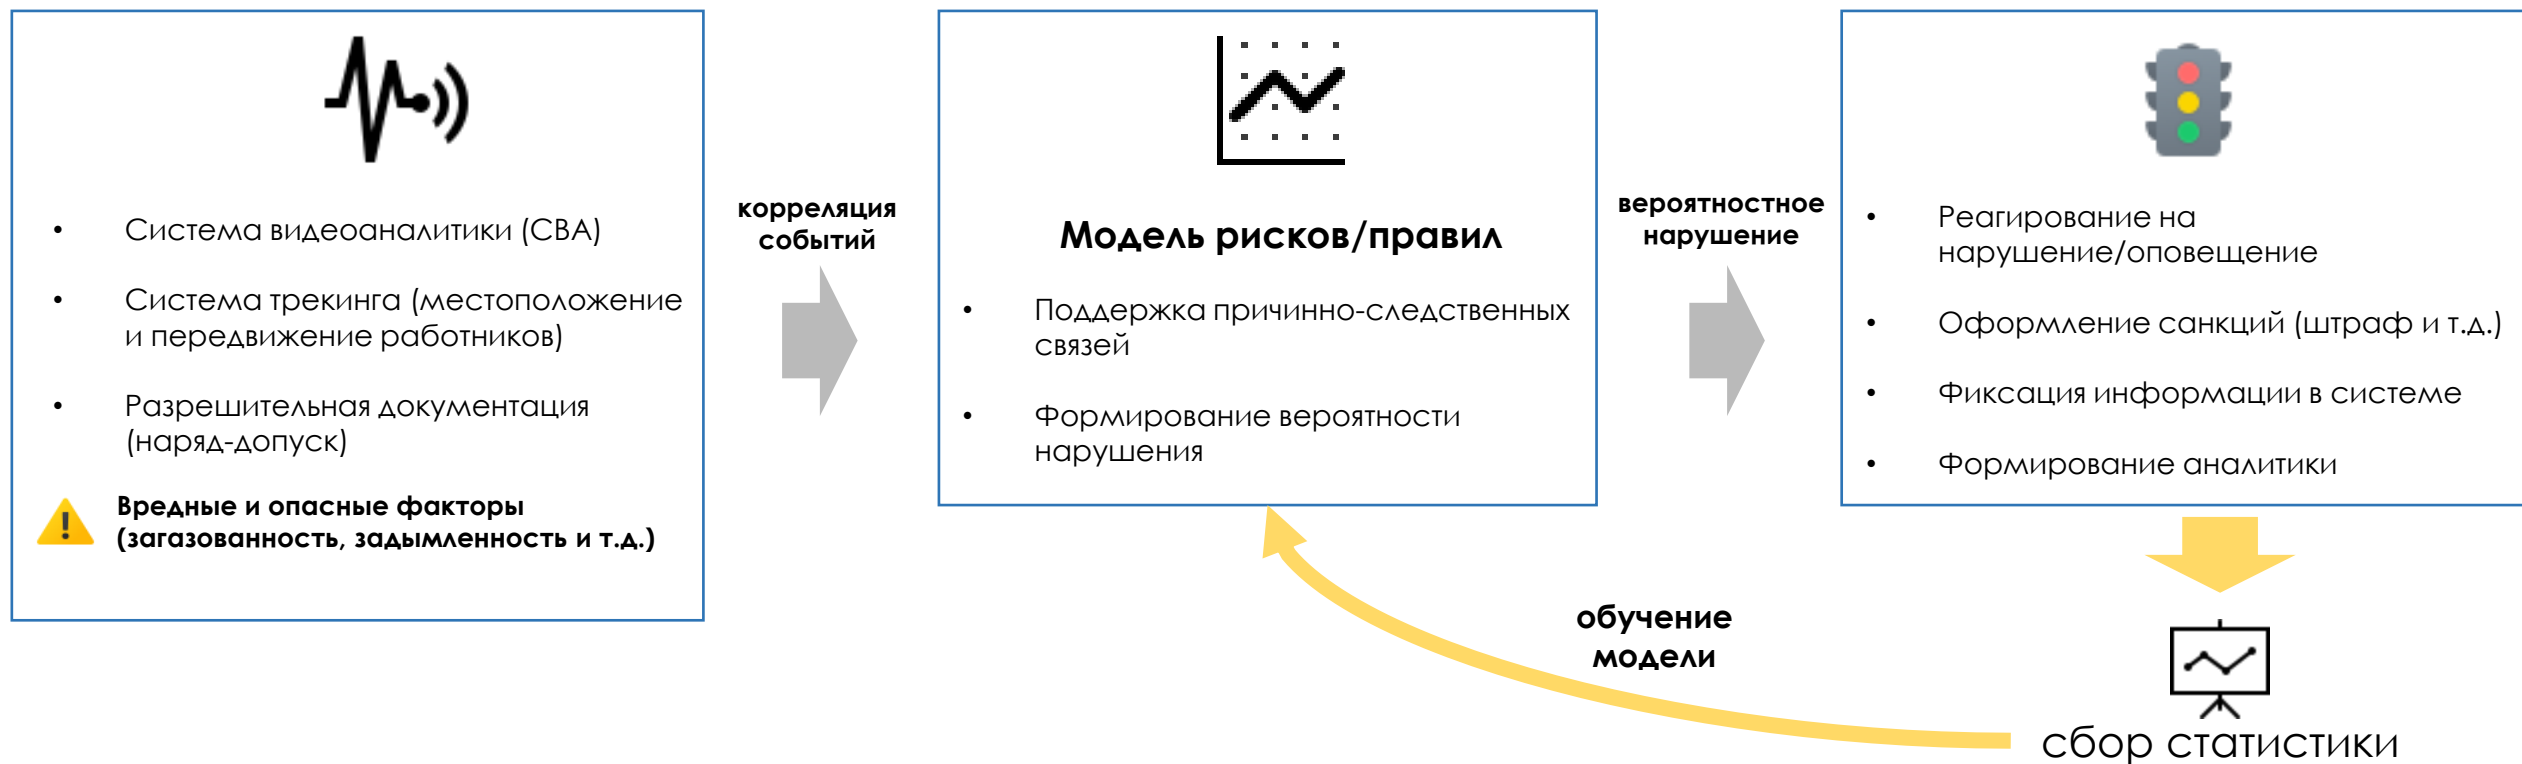 • Система видеоаналитики (СВА)
• Система трекинга (местоположение
и передвижение работников)
• Разрешительная документация
(наряд-допуск)
Вредные и опасные факторы
(загазованность, задымленность и т.д.)
корреляция
событий
Модель рисков/правил
• Поддержка причинно-следственных
связей
• Формирование вероятности
нарушения
вероятностное
нарушение
• Реагирование на
нарушение/оповещение
• Оформление санкций (штраф и т.д.)
• Фиксация информации в системе
• Формирование аналитики
обучение
модели
сбор статистики